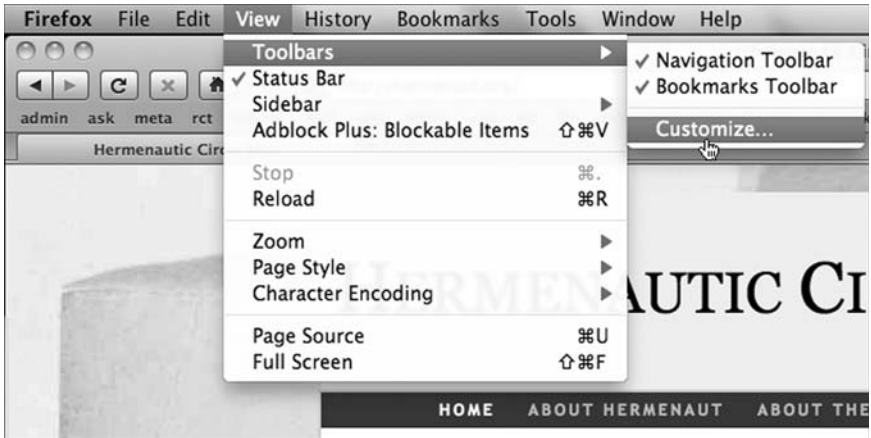 Firefox File Edit View History Bookmarks Tools Window Help
Toolbars
✓ Navigation Toolbar
✓ Bookmarks Toolbar
Customize...
✓ Status Bar
Sidebar
Adblock Plus: Blockable Items ⇧⌘V
Stop ⌘.
Reload ⌘R
Zoom
Page Style
Character Encoding
Page Source ⌘U
Full Screen ⇧⌘F
admin ask meta rct
Hermenautic Circ
HERMENAUTIC CI
HOME ABOUT HERMENAUT ABOUT THE